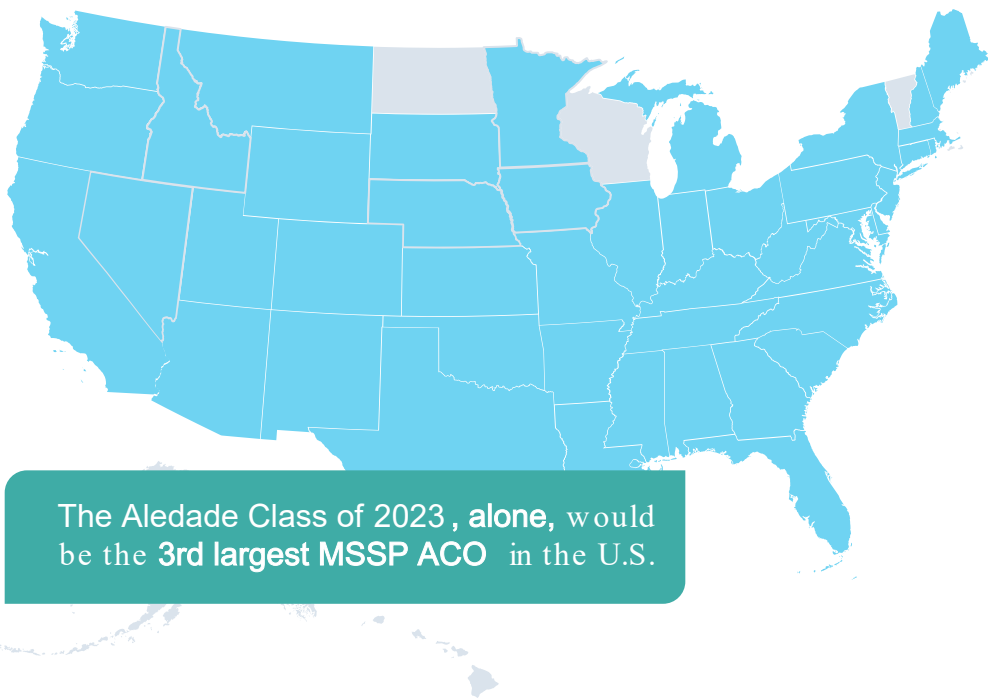 The Aledade Class of 2023, alone, would
be the 3rd largest MSSP ACO in the U.S.